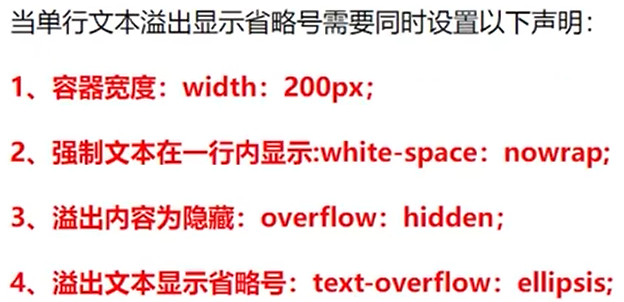 当单行文本溢出显示省略号需要同时设置以下声明：
1、容器宽度：width：200px；
2、强制文本在一行内显示:white-space：nowrap;
3、溢出内容为隐藏：overflow：hidden；
4、溢出文本显示省略号：text-overflow：ellipsis;